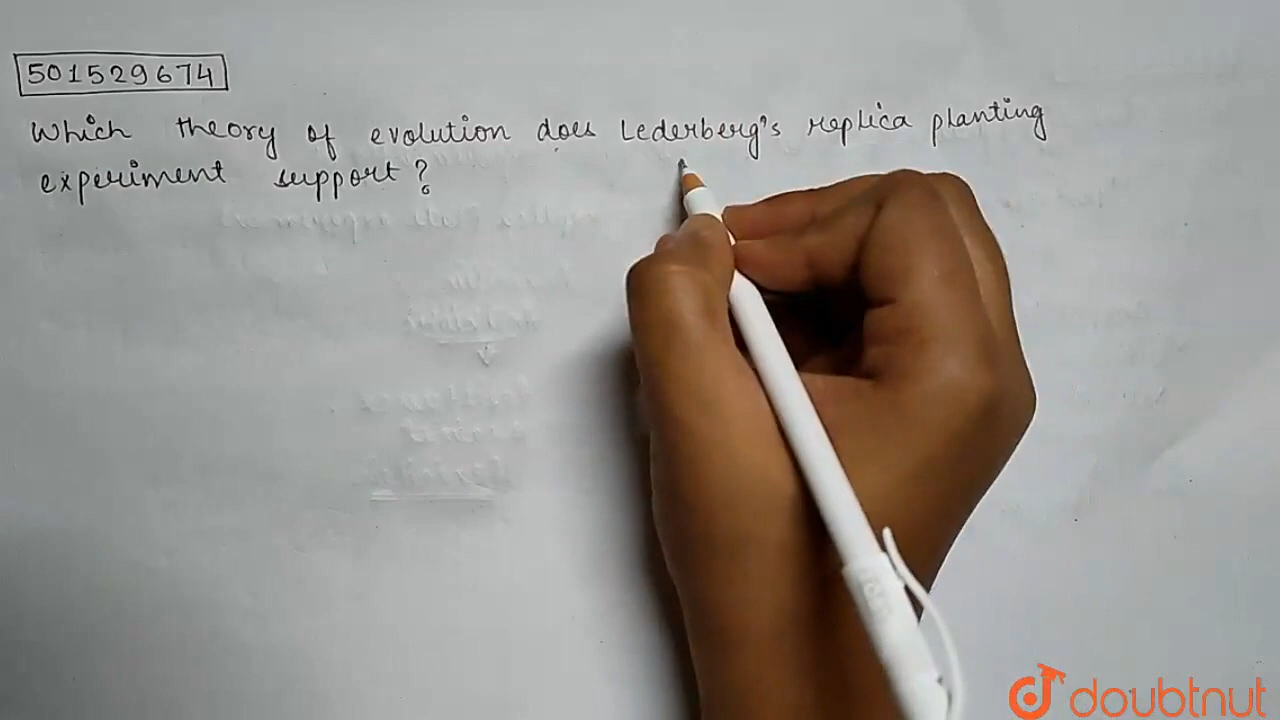 501529674
Which theory of evolution does Lederberg's replica planting
experiment support?
doubtnut